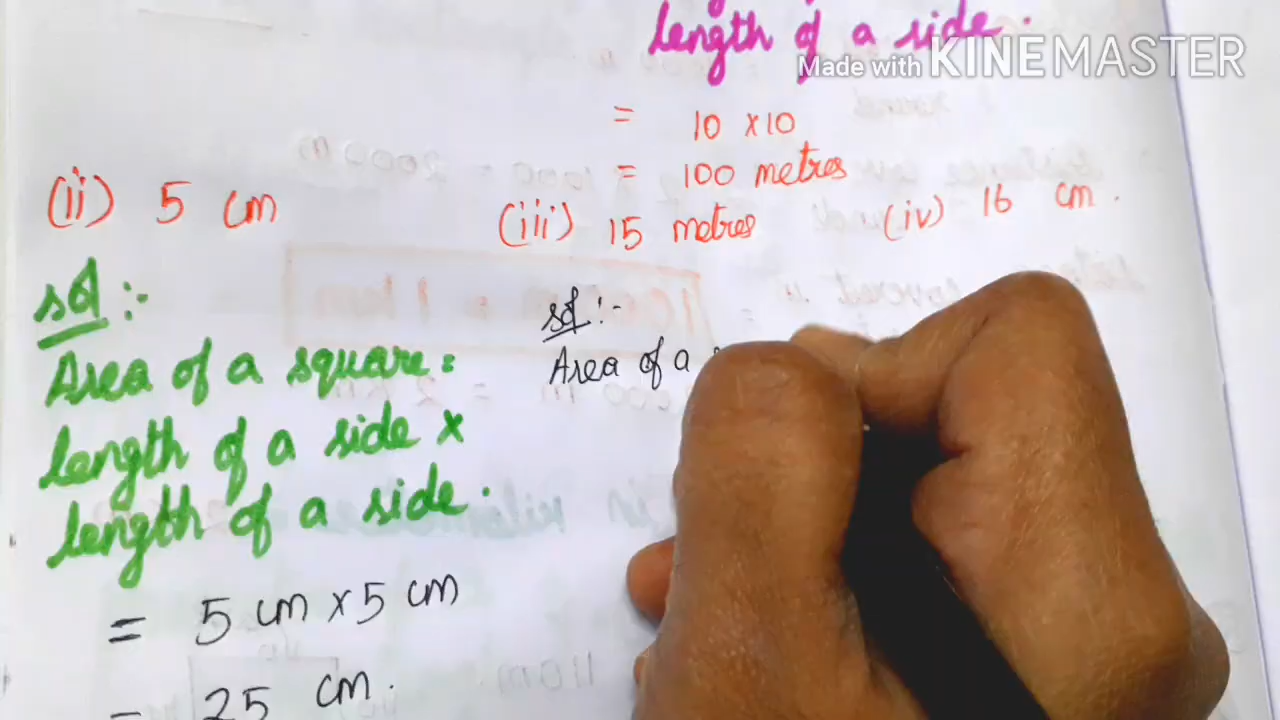 length of a side.
Made with KINEMASTER
= 10 x 10
= 100 metres
(ii) 5 cm
(iii) 15 metres
(iv) 16 cm.
sol :-
Area of a square =
length of a side x
length of a side.
= 5 cm x 5 cm
= 25 cm.
sol :-
Area of a